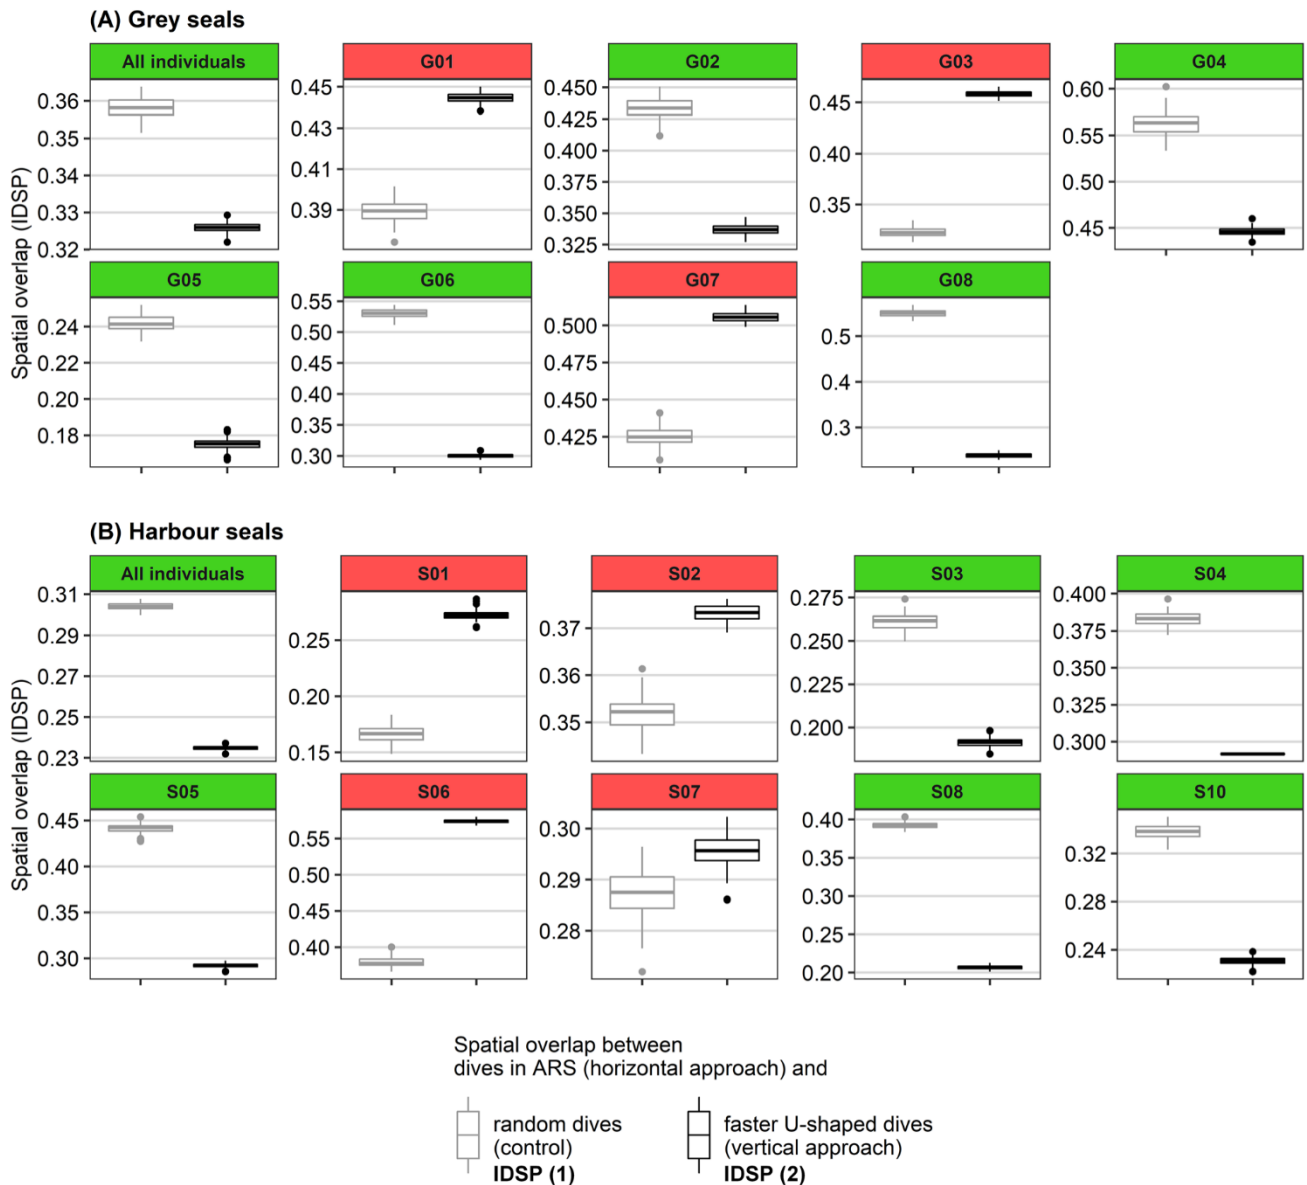 (A) Grey seals
All individuals G01 G02 G03 G04
0.36 0.35 0.34 0.33 0.32
0.45 0.43 0.41 0.39
0.450 0.425 0.400 0.375 0.350 0.325
0.45 0.40 0.35
0.60 0.55 0.50 0.45
Spatial overlap (IDSP)
G05 G06 G07 G08
0.24 0.22 0.20 0.18
0.55 0.50 0.45 0.40 0.35 0.30
0.500 0.475 0.450 0.425
0.5 0.4 0.3
(B) Harbour seals
All individuals S01 S02 S03 S04
0.31 0.30 0.29 0.27 0.26 0.25 0.24 0.23
0.25 0.20 0.15
0.37 0.36 0.35
0.275 0.250 0.225 0.200
0.400 0.375 0.350 0.325 0.300
Spatial overlap (IDSP)
S05 S06 S07 S08 S10
0.45 0.40 0.35 0.30
0.55 0.50 0.45 0.40
0.30 0.29 0.28
0.40 0.35 0.30 0.25 0.20
0.32 0.28 0.24
Spatial overlap between
dives in ARS (horizontal approach) and
random dives faster U-shaped dives
(control) (vertical approach)
IDSP (1) IDSP (2)